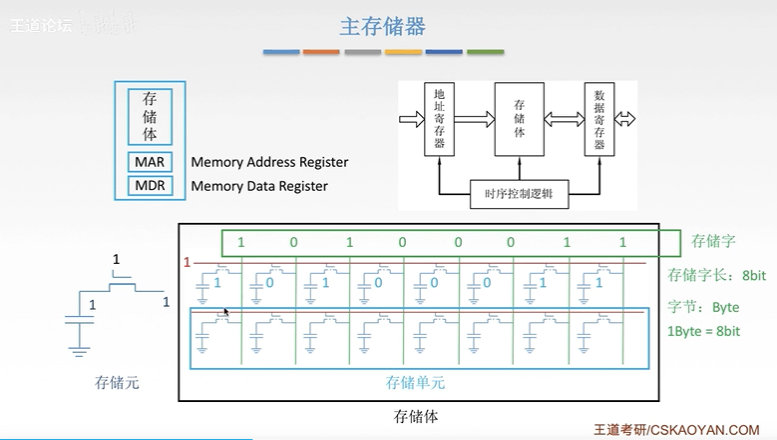 王道论坛
主存储器
存储体
MAR
Memory Address Register
MDR
Memory Data Register
地址寄存器
存储体
数据寄存器
时序控制逻辑
1 0 1 0 0 0 1 1
存储字
1
1 0 1 0 0 0 1 1
存储字长：8bit
字节：Byte
1Byte = 8bit
1
1
1
存储元
存储单元
存储体
王道考研/CSKAOYAN.COM